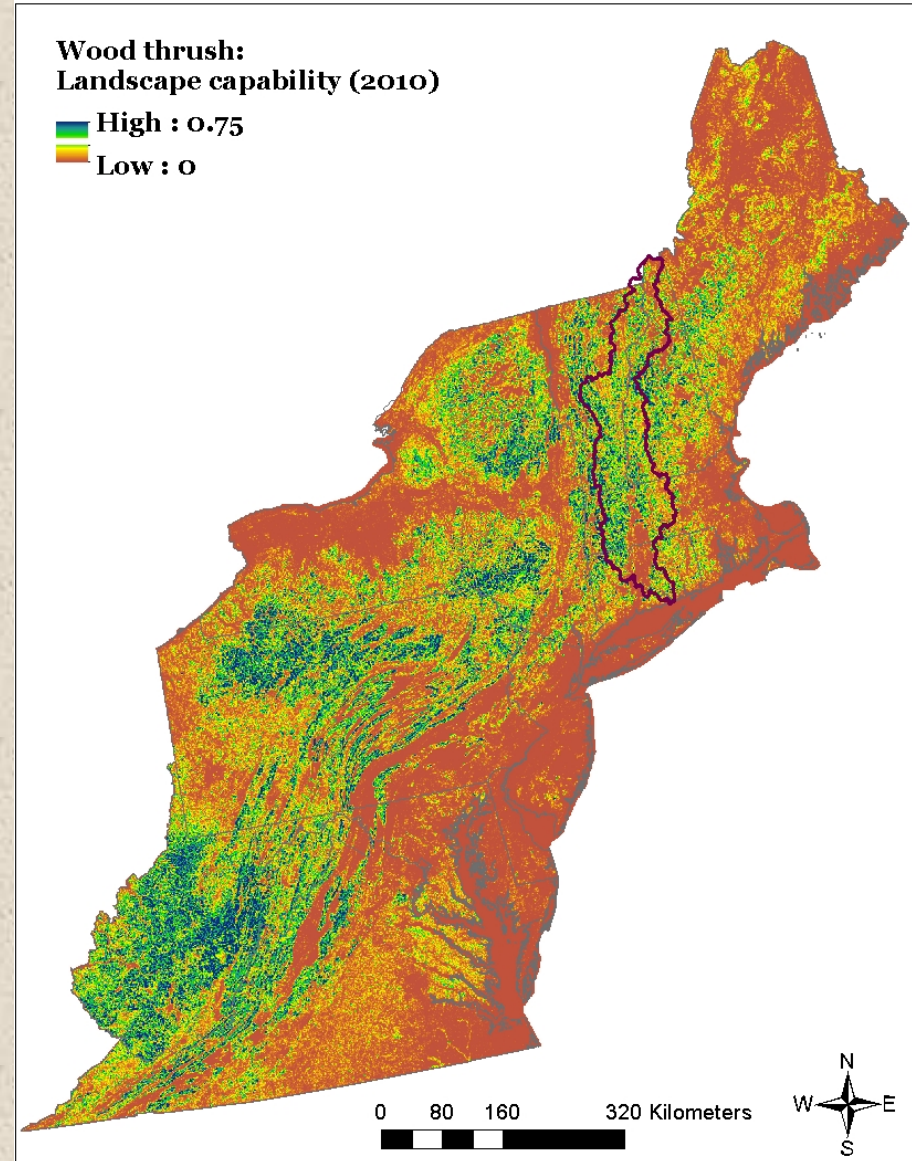 Wood thrush:
Landscape capability (2010)
High : 0.75
Low : 0
N
W E
S
0 80 160 320 Kilometers